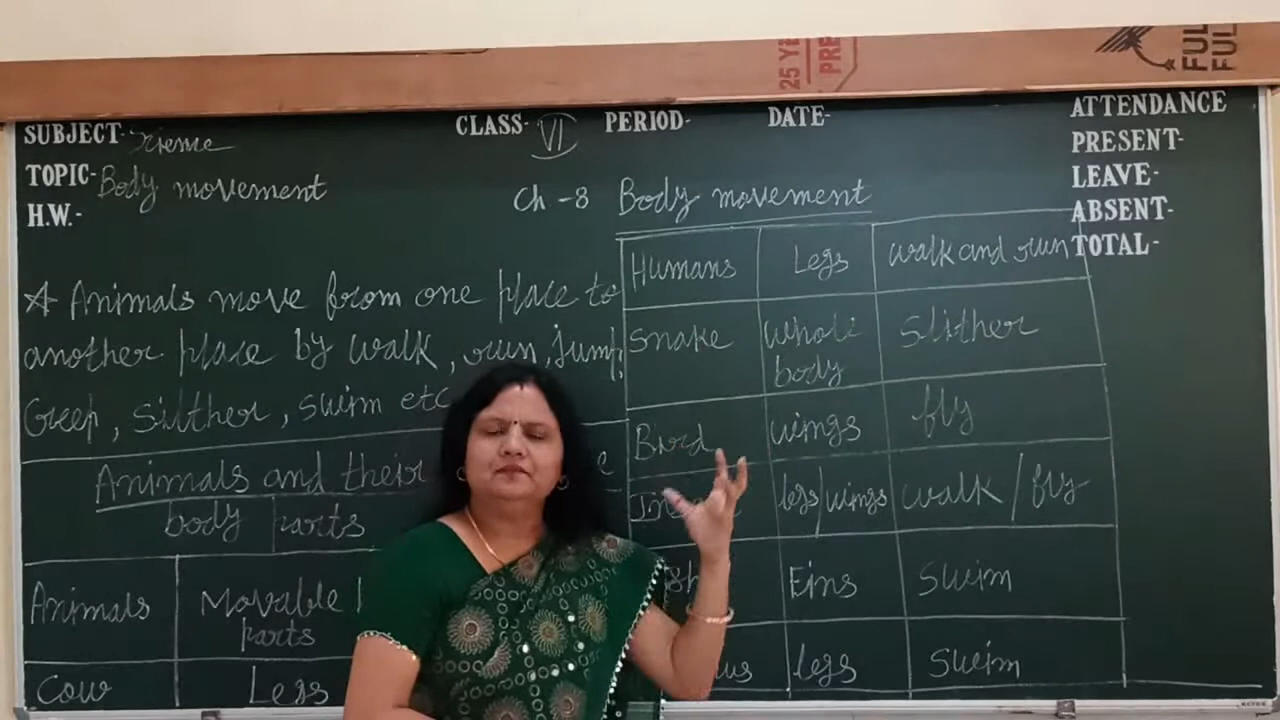 25 YE
PRE
FUL
FUL
SUBJECT- Science
CLASS- VI
PERIOD-
DATE-
ATTENDANCE
PRESENT-
LEAVE-
ABSENT-
TOTAL-
TOPIC- Body movement
H.W.-
Ch -8 Body movement
☆ Animals move from one place to
another place by walk, run, jump,
Creep, Slither, swim etc
Animals and their
body parts
Animals Movable
parts
Cow Legs
Humans Legs walk and run
Snake whole body Slither
Bird wings fly
legs/wings walk / fly
Fins Swim
legs Swim